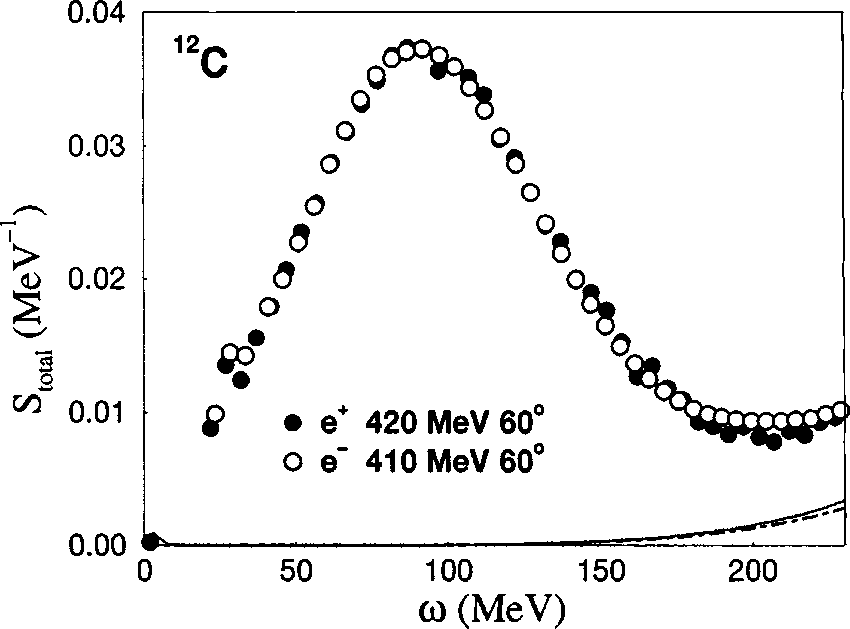 0.04
¹²C
0.03
S_total (MeV⁻¹)
0.02
0.01
e⁺ 420 MeV 60°
e⁻ 410 MeV 60°
0.00
0 50 100 150 200
ω (MeV)